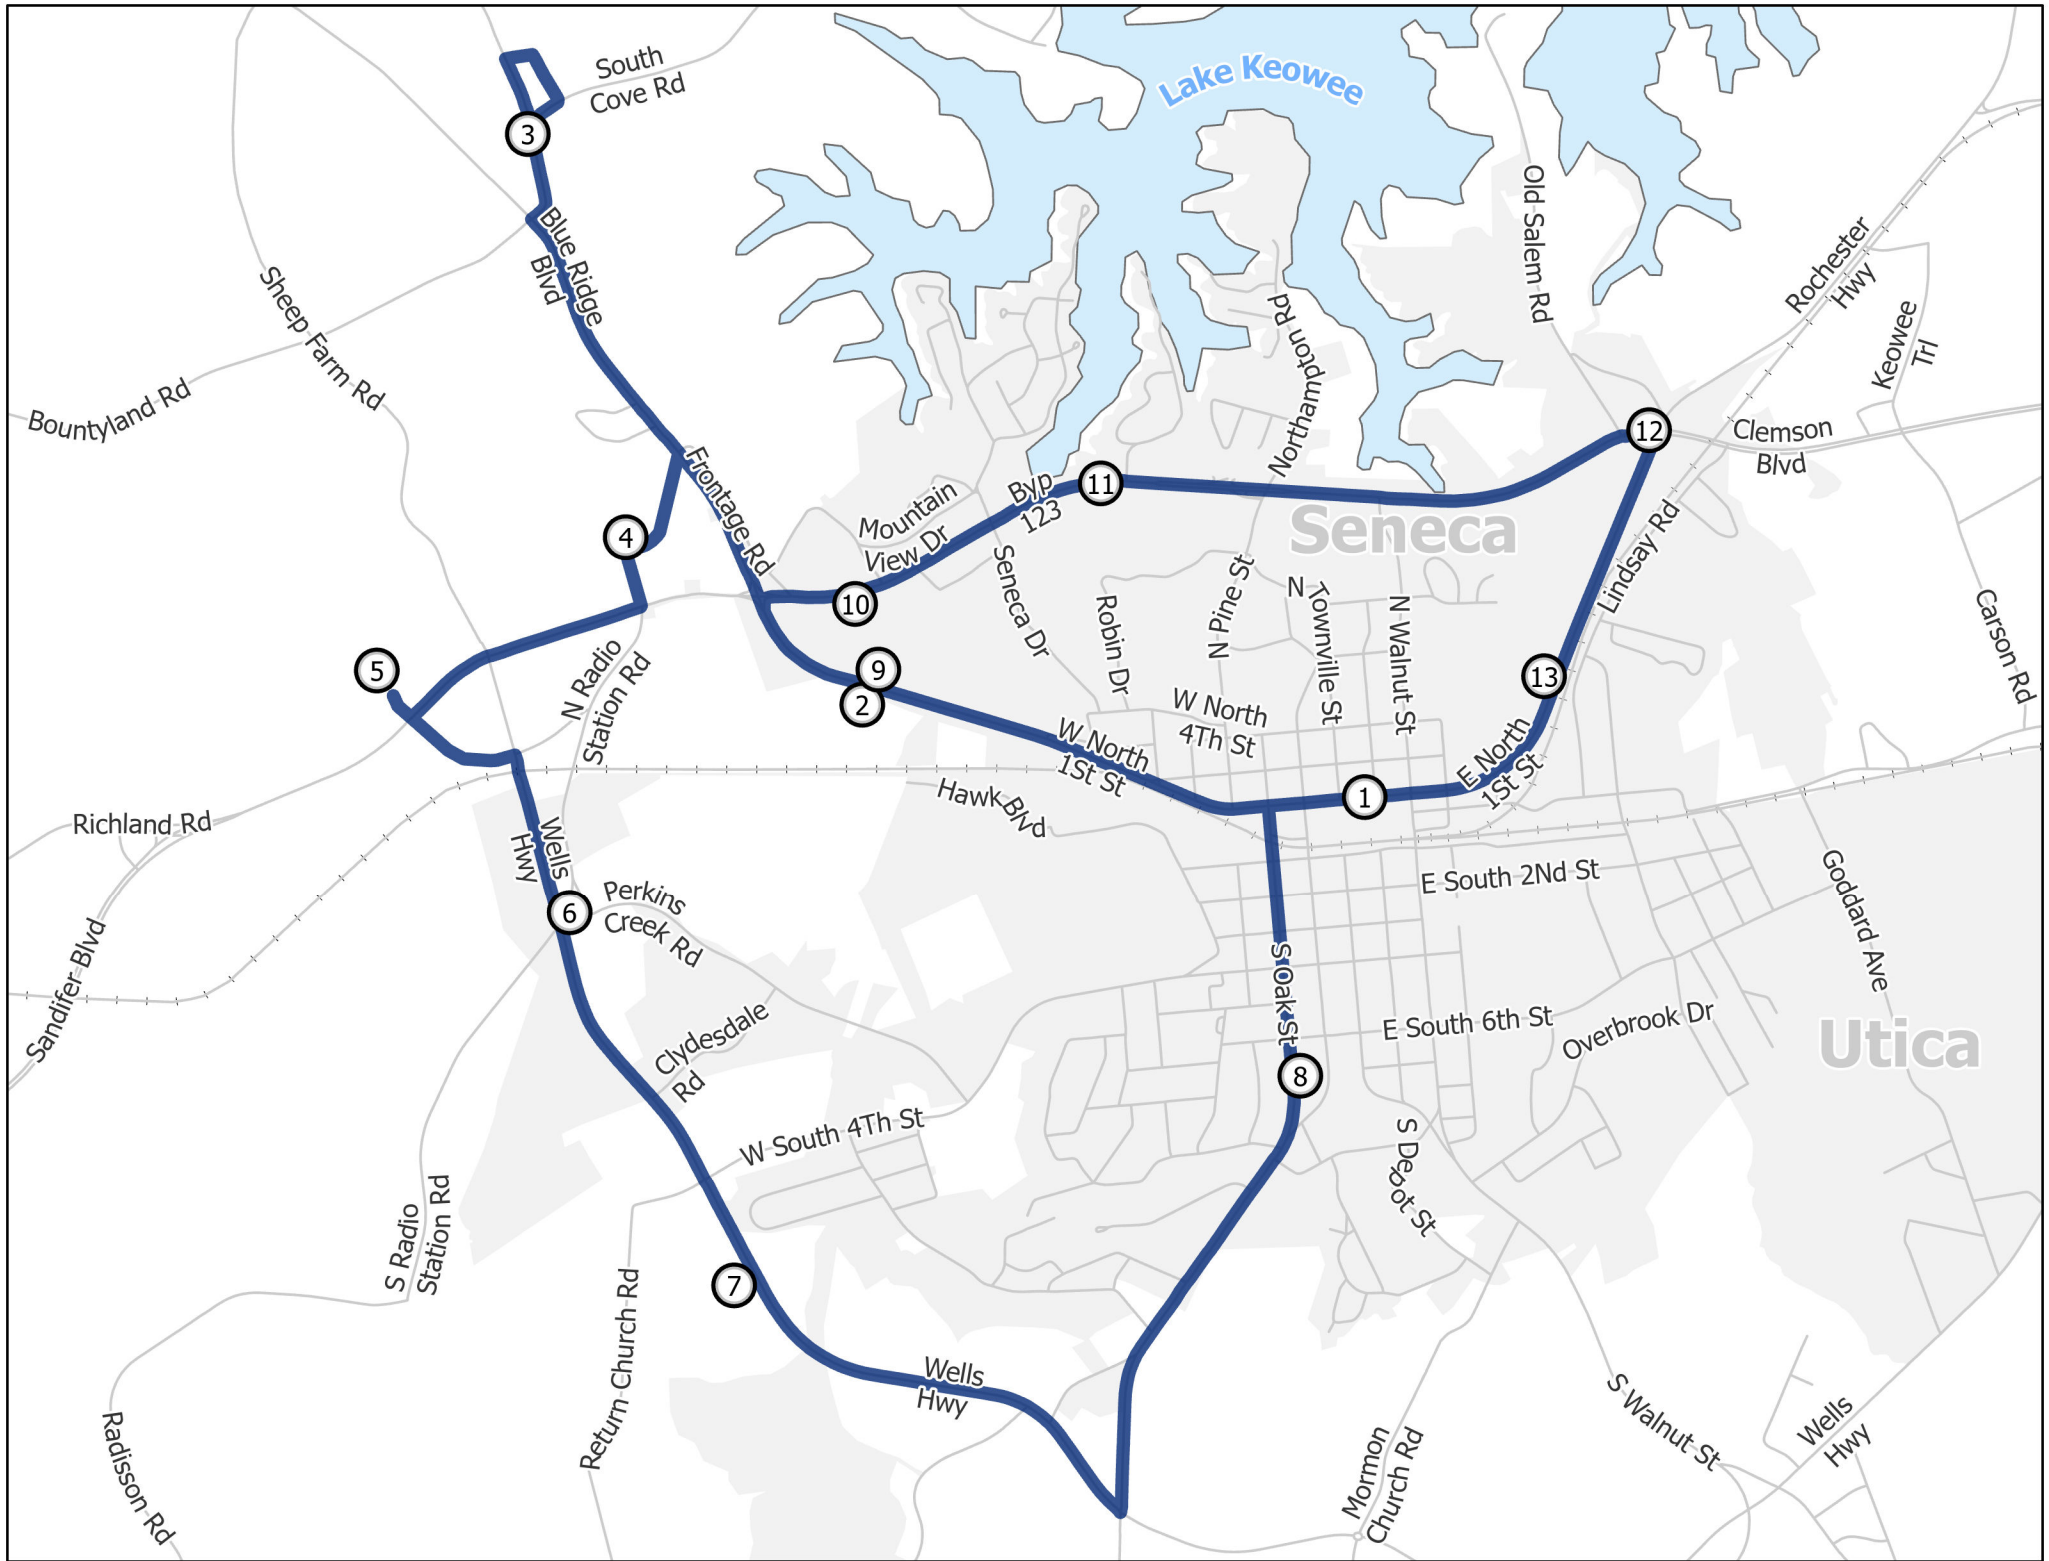 South
Cove Rd
Lake Keowee
3
Old Salem Rd
Rochester
Hwy
Blue Ridge
Blvd
Sheep Farm Rd
Keowee
Trl
Northampton Rd
Bountyland Rd
12
Clemson
Blvd
Frontage Rd
11
Byp
123
Mountain
View Dr
Seneca
4
Lindsay Rd
Seneca Dr
10
Robin Dr
N Pine St
N
Townville St
N Walnut St
Carson Rd
5
9
2
13
N Radio
Station Rd
W North
4Th St
W North
1St St
E North
1St St
1
Hawk Blvd
Richland Rd
Wells
Hwy
E South 2Nd St
Goddard Ave
6
Perkins
Creek Rd
Sandifer Blvd
S Oak St
E South 6th St
Overbrook Dr
Utica
Clydesdale
Rd
8
W South 4Th St
S Depot St
S Radio
Station Rd
7
Return Church Rd
Wells
Hwy
S Walnut St
Wells
Hwy
Radisson Rd
Mormon
Church Rd